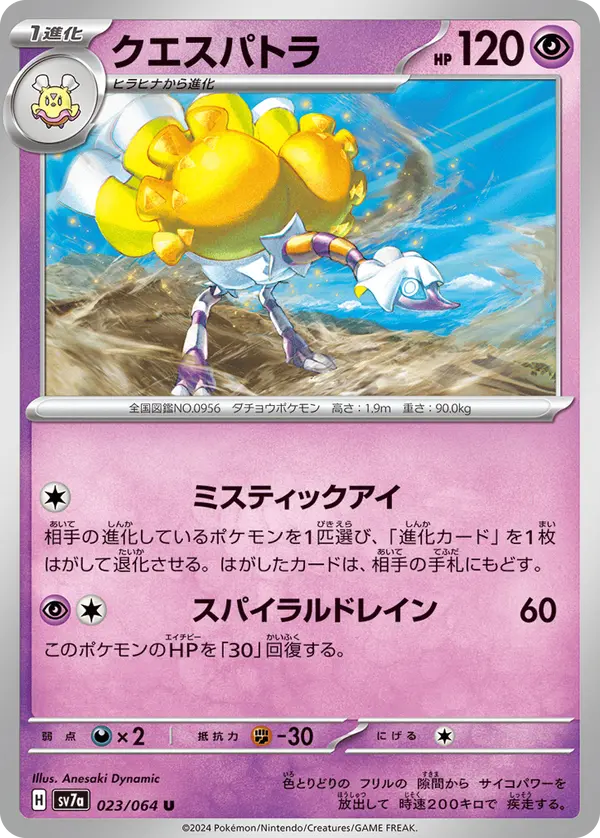 1進化
クエスパトラ
HP 120
ヒラヒナから進化
全国図鑑NO.0956 ダチョウポケモン 高さ:1.9m 重さ:90.0kg
ミスティックアイ
相手の進化しているポケモンを1匹選び、「進化カード」を1枚
はがして退化させる。はがしたカードは、相手の手札にもどす。
スパイラルドレイン 60
このポケモンのHPを「30」回復する。
弱点 ×2 抵抗力 -30 にげる
Illus. Anesaki Dynamic
H sv7a 023/064 U
色とりどりの フリルの 隙間から サイコパワーを
放出して 時速200キロで 疾走する。
©2024 Pokémon/Nintendo/Creatures/GAME FREAK.